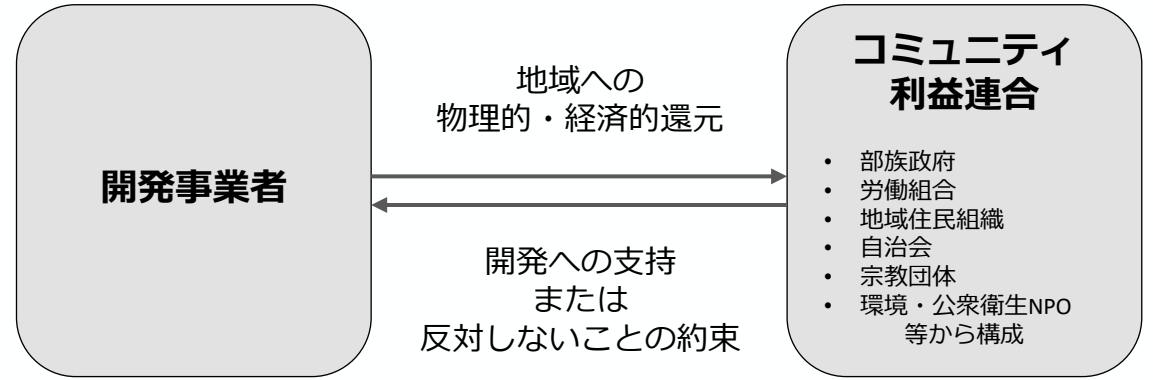 開発事業者
地域への
物理的・経済的還元
開発への支持
または
反対しないことの約束
コミュニティ
利益連合
• 部族政府
• 労働組合
• 地域住民組織
• 自治会
• 宗教団体
• 環境・公衆衛生NPO
等から構成